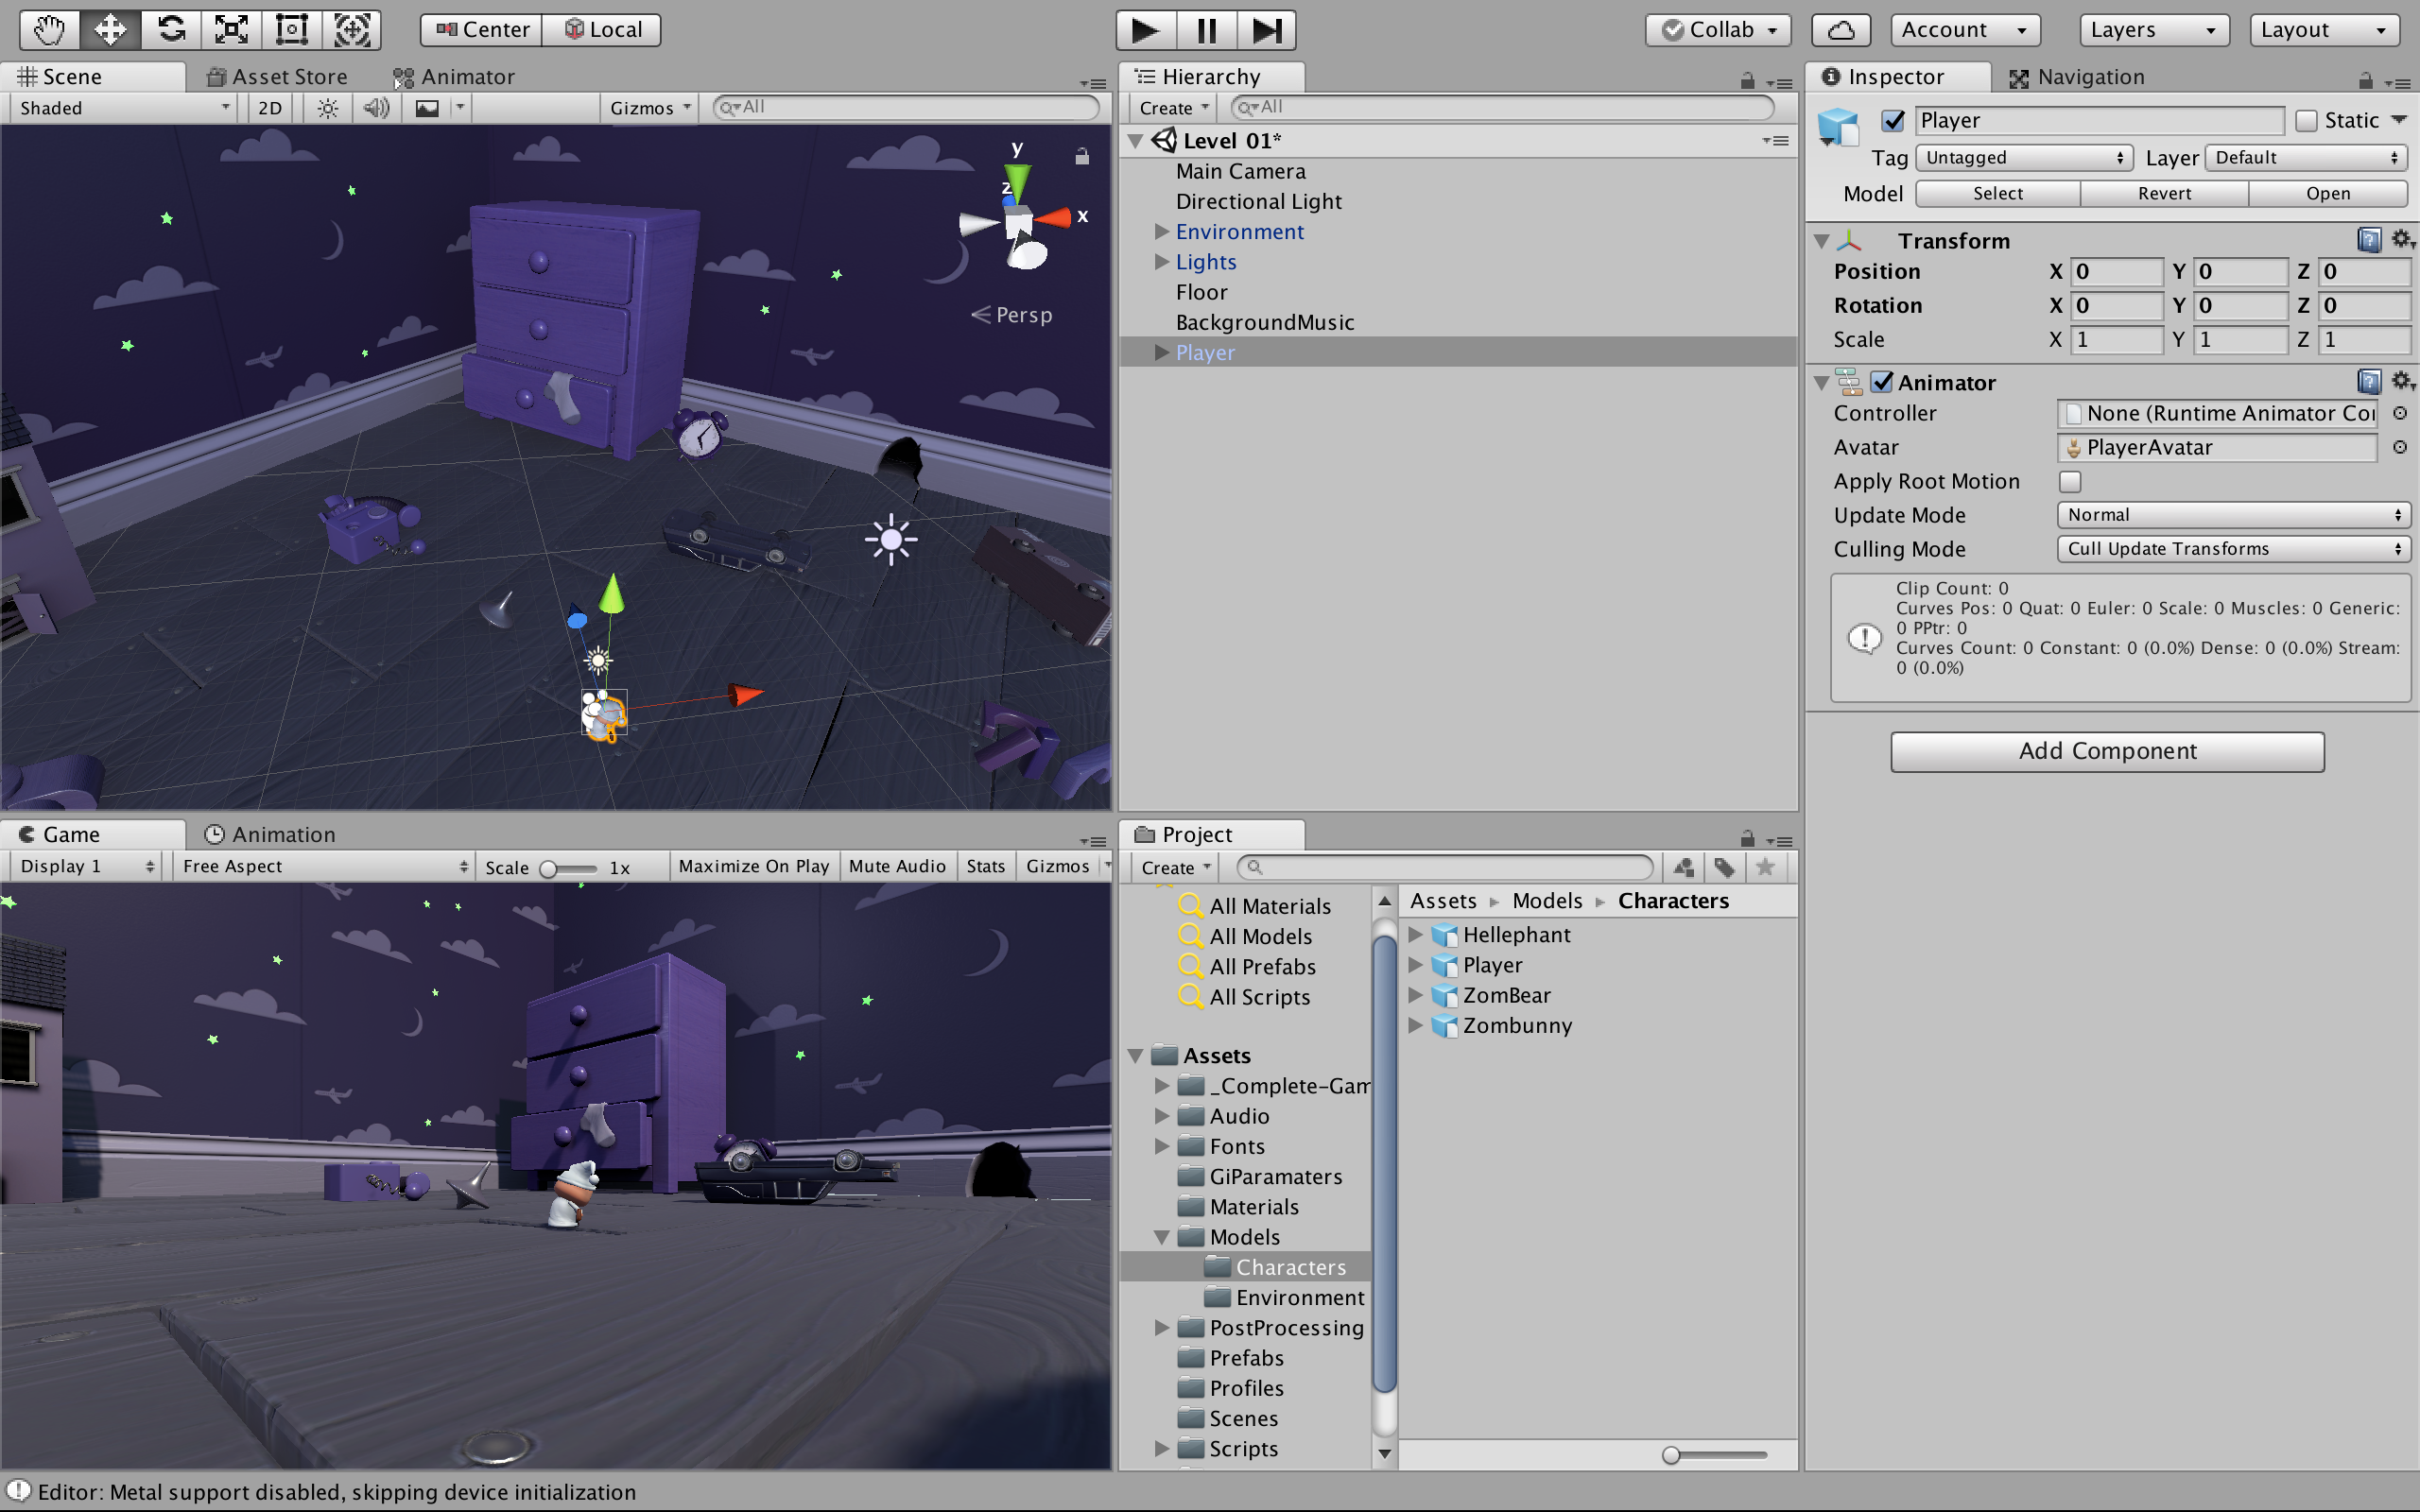 Center Local Collab Account Layers Layout
Scene Asset Store Animator
Shaded 2D Gizmos All
y
z
x
Persp
Hierarchy
Create All
Level 01*
Main Camera
Directional Light
Environment
Lights
Floor
BackgroundMusic
Player
Inspector Navigation
Player Static
Tag Untagged Layer Default
Model Select Revert Open
Transform
Position X 0 Y 0 Z 0
Rotation X 0 Y 0 Z 0
Scale X 1 Y 1 Z 1
Animator
Controller None (Runtime Animator Cor
Avatar PlayerAvatar
Apply Root Motion
Update Mode Normal
Culling Mode Cull Update Transforms
Clip Count: 0
Curves Pos: 0 Quat: 0 Euler: 0 Scale: 0 Muscles: 0 Generic:
0 PPtr: 0
Curves Count: 0 Constant: 0 (0.0%) Dense: 0 (0.0%) Stream:
0 (0.0%)
Add Component
Game Animation
Display 1 Free Aspect Scale 1x Maximize On Play Mute Audio Stats Gizmos
Project
Create
All Materials
All Models
All Prefabs
All Scripts
Assets
_Complete-Gam
Audio
Fonts
GiParamaters
Materials
Models
Characters
Environment
PostProcessing
Prefabs
Profiles
Scenes
Scripts
Assets Models Characters
Hellephant
Player
ZomBear
Zombunny
Editor: Metal support disabled, skipping device initialization